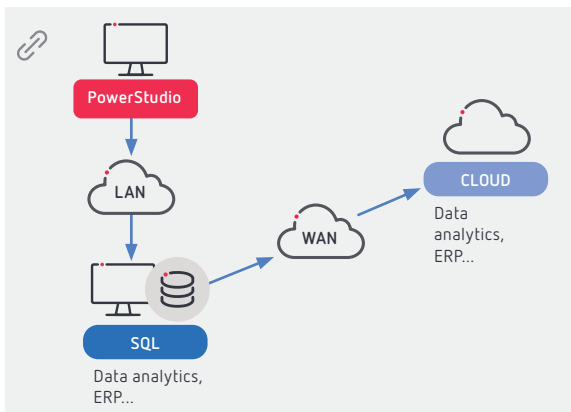 PowerStudio
LAN
SQL
Data analytics,
ERP...
WAN
CLOUD
Data
analytics,
ERP...